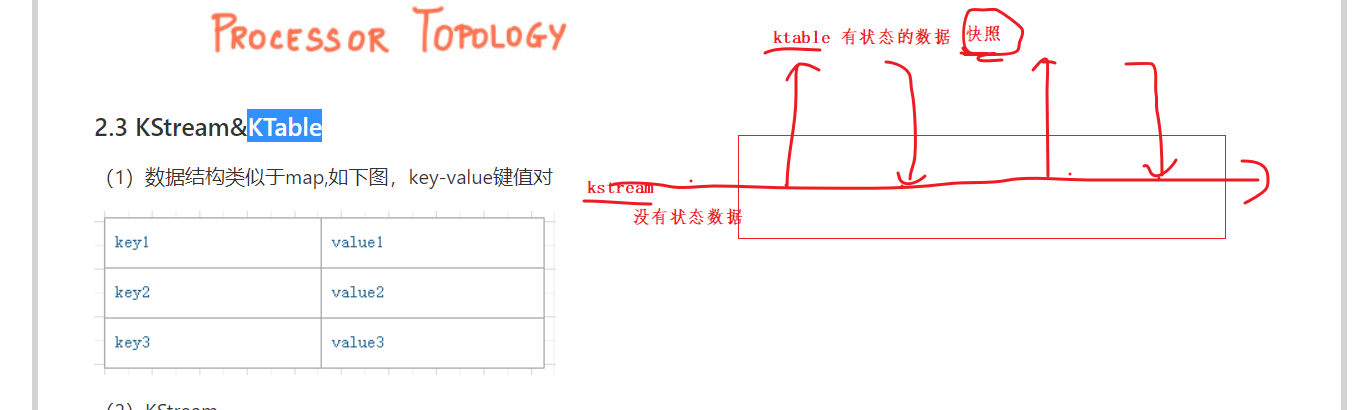 PROCESSOR TOPOLOGY
ktable 有状态的数据 快照
2.3 KStream&KTable
（1）数据结构类似于map,如下图，key-value键值对
kstream
没有状态数据
key1 value1
key2 value2
key3 value3
（2）KStream